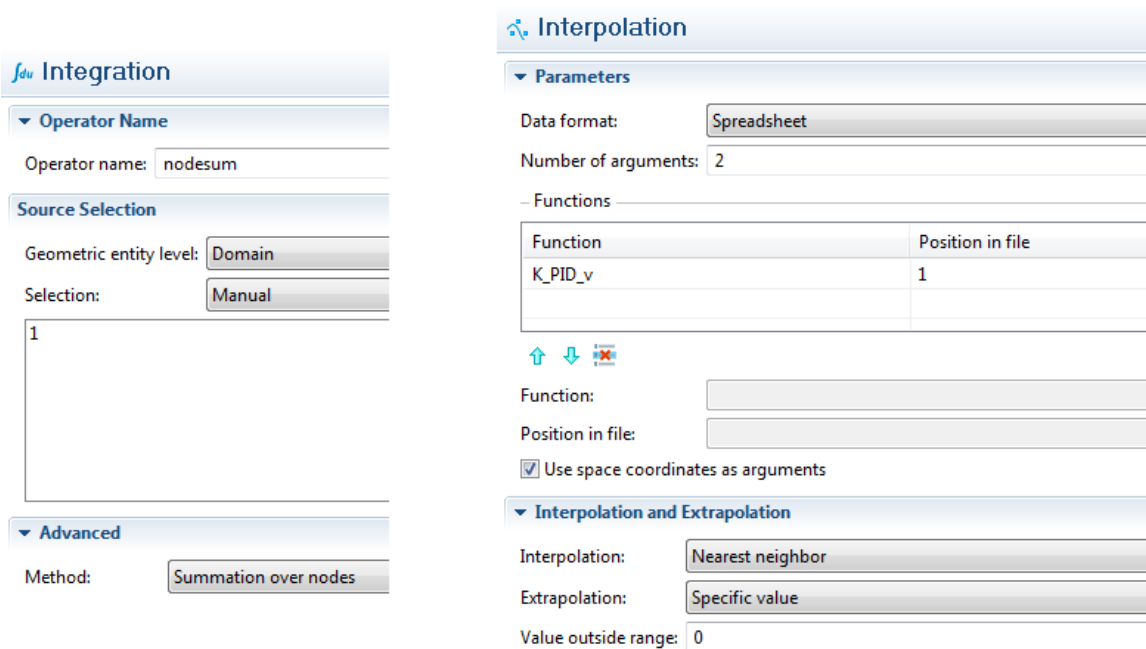 Integration
Operator Name
Operator name: nodesum
Source Selection
Geometric entity level: Domain
Selection: Manual
1
Advanced
Method: Summation over nodes
Interpolation
Parameters
Data format: Spreadsheet
Number of arguments: 2
Functions
Function Position in file
K_PID_v 1
Function:
Position in file:
Use space coordinates as arguments
Interpolation and Extrapolation
Interpolation: Nearest neighbor
Extrapolation: Specific value
Value outside range: 0